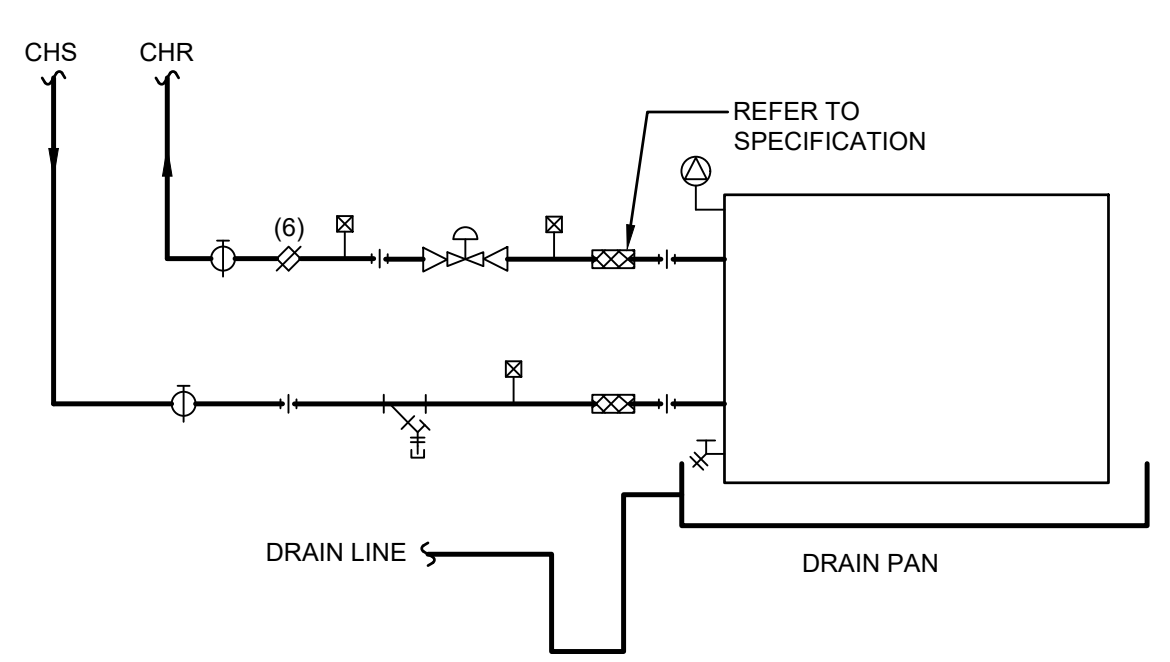 CHS
CHR
REFER TO
SPECIFICATION
(6)
DRAIN LINE
DRAIN PAN